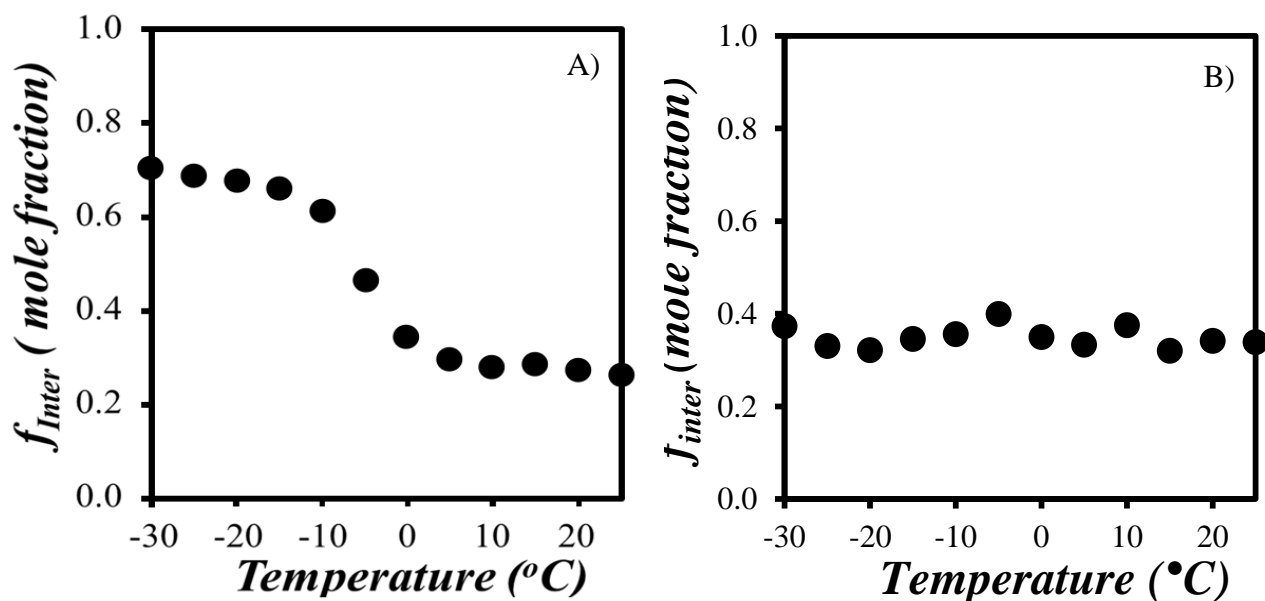 A)
f_Inter ( mole fraction)
1.0
0.8
0.6
0.4
0.2
0.0
-30 -20 -10 0 10 20
Temperature (°C)
B)
f_inter (mole fraction)
1.0
0.8
0.6
0.4
0.2
0.0
-30 -20 -10 0 10 20
Temperature (•C)